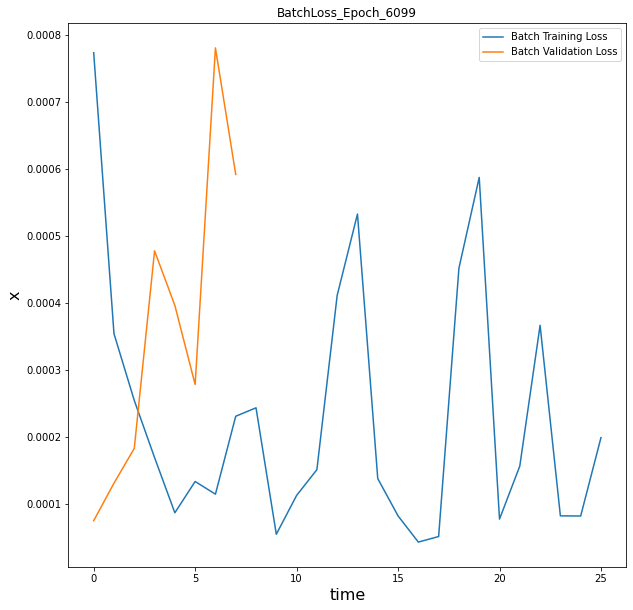 BatchLoss_Epoch_6099
Batch Training Loss
Batch Validation Loss
0.0008
0.0007
0.0006
0.0005
0.0004
0.0003
0.0002
0.0001
x
0 5 10 15 20 25
time